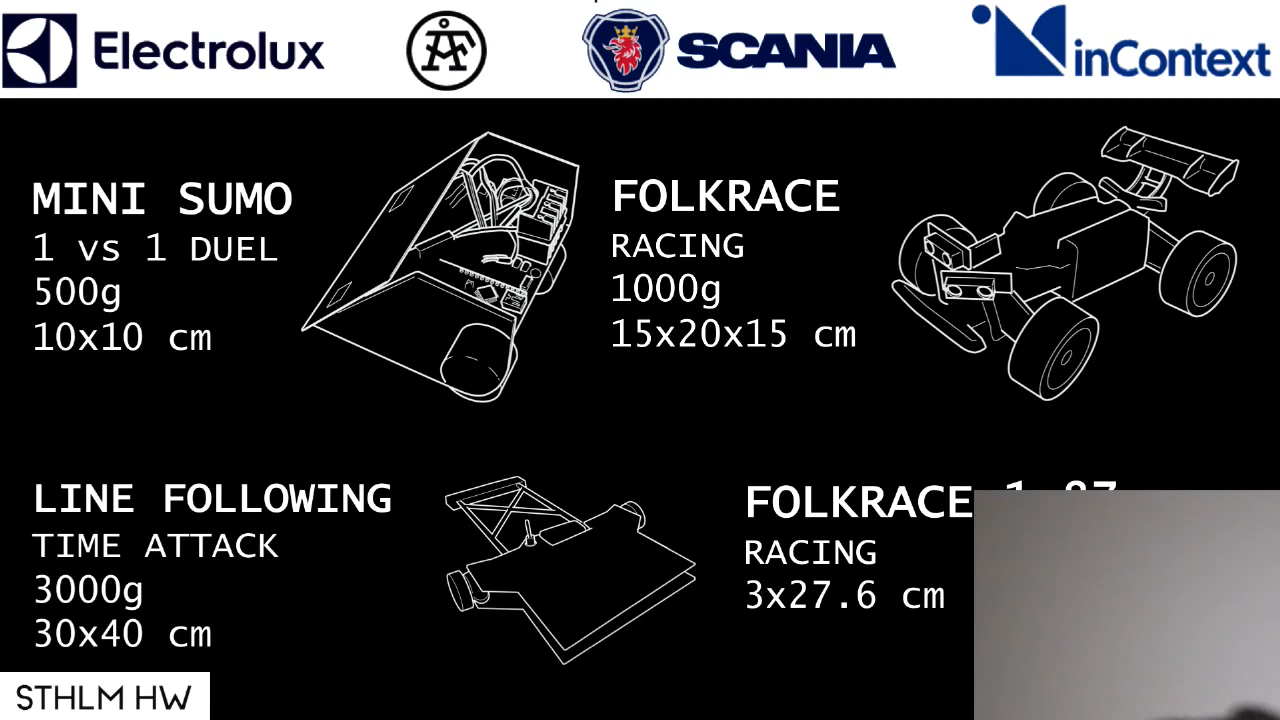 Electrolux
SCANIA
inContext
MINI SUMO
1 vs 1 DUEL
500g
10x10 cm
FOLKRACE
RACING
1000g
15x20x15 cm
LINE FOLLOWING
TIME ATTACK
3000g
30x40 cm
FOLKRACE
RACING
3x27.6 cm
STHLM HW